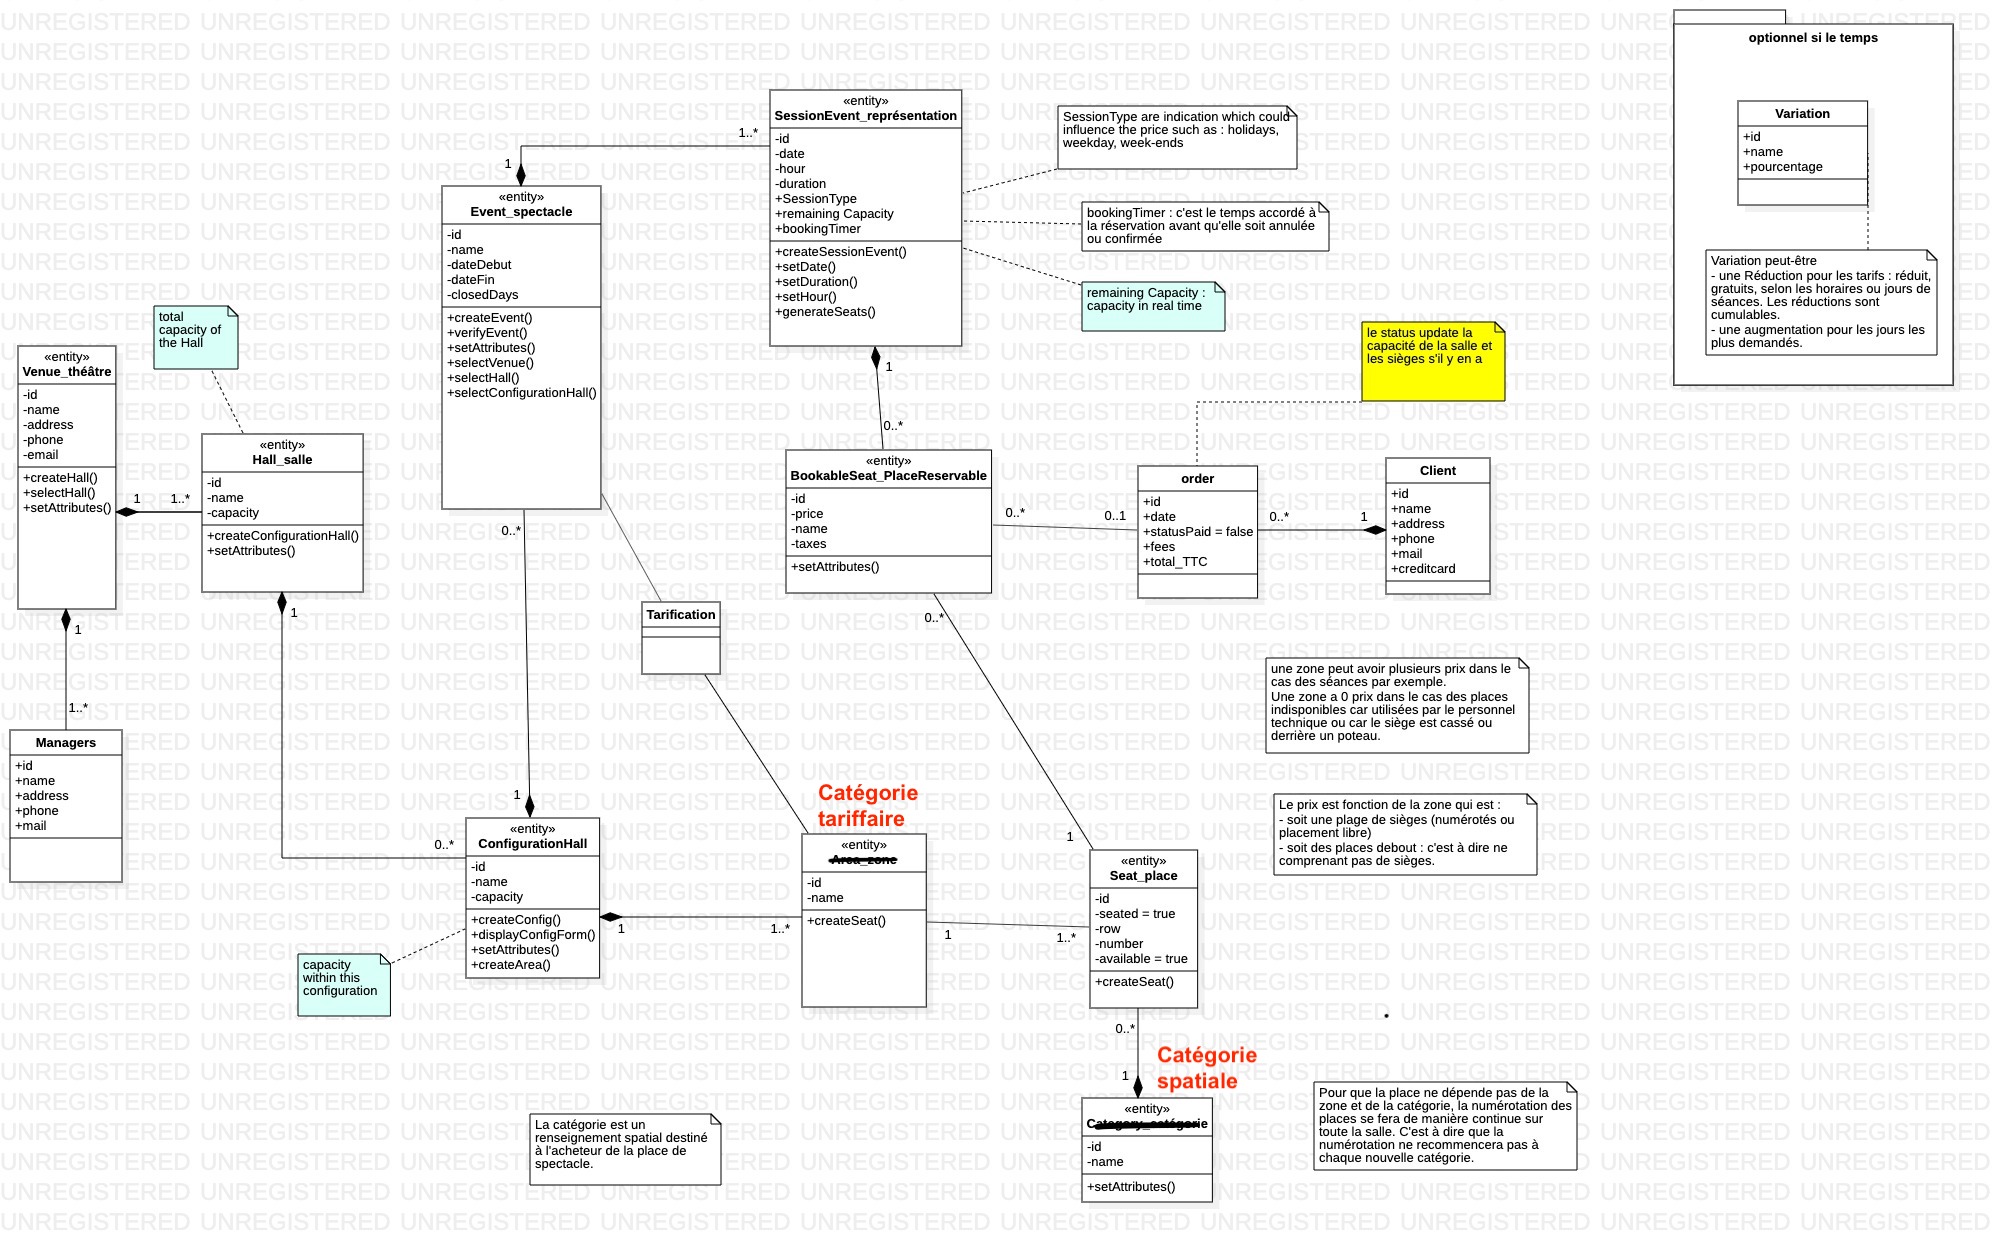 optionnel si le temps
Variation
+id
+name
+pourcentage
Variation peut-être
- une Réduction pour les tarifs : réduit,
gratuits, selon les horaires ou jours de
séances. Les réductions sont
cumulables.
- une augmentation pour les jours les
plus demandés.
«entity»
SessionEvent_représentation
-id
-date
-hour
-duration
+SessionType
+remaining Capacity
+bookingTimer
+createSessionEvent()
+setDate()
+setDuration()
+setHour()
+generateSeats()
SessionType are indication which could
influence the price such as : holidays,
weekday, week-ends
bookingTimer : c'est le temps accordé à
la réservation avant qu'elle soit annulée
ou confirmée
remaining Capacity :
capacity in real time
le status update la
capacité de la salle et
les sièges s'il y en a
1..*
1
«entity»
Event_spectacle
-id
-name
-dateDebut
-dateFin
-closedDays
+createEvent()
+verifyEvent()
+setAttributes()
+selectVenue()
+selectHall()
+selectConfigurationHall()
total
capacity of
the Hall
«entity»
Venue_théâtre
-id
-name
-address
-phone
-email
+createHall()
+selectHall()
+setAttributes()
1
1..*
«entity»
Hall_salle
-id
-name
-capacity
+createConfigurationHall()
+setAttributes()
1
0..*
«entity»
BookableSeat_PlaceReservable
-id
-price
-name
-taxes
+setAttributes()
0..*
0..1
order
+id
+date
+statusPaid = false
+fees
+total_TTC
0..*
1
Client
+id
+name
+address
+phone
+mail
+creditcard
0..*
Tarification
1
1
0..*
1..*
Managers
+id
+name
+address
+phone
+mail
une zone peut avoir plusieurs prix dans le
cas des séances par exemple.
Une zone a 0 prix dans le cas des places
indisponibles car utilisées par le personnel
technique ou car le siège est cassé ou
derrière un poteau.
Le prix est fonction de la zone qui est :
- soit une plage de sièges (numérotés ou
placement libre)
- soit des places debout : c'est à dire ne
comprenant pas de sièges.
1
0..*
«entity»
ConfigurationHall
-id
-name
-capacity
+createConfig()
+displayConfigForm()
+setAttributes()
+createArea()
capacity
within this
configuration
1
1..*
Catégorie
tariffaire
«entity»
Area_zone
-id
-name
+createSeat()
1
1..*
1
«entity»
Seat_place
-id
-seated = true
-row
-number
-available = true
+createSeat()
0..*
1
Catégorie
spatiale
«entity»
Category_catégorie
-id
-name
+setAttributes()
La catégorie est un
renseignement spatial destiné
à l'acheteur de la place de
spectacle.
Pour que la place ne dépende pas de la
zone et de la catégorie, la numérotation des
places se fera de manière continue sur
toute la salle. C'est à dire que la
numérotation ne recommencera pas à
chaque nouvelle catégorie.
UNREGISTERED